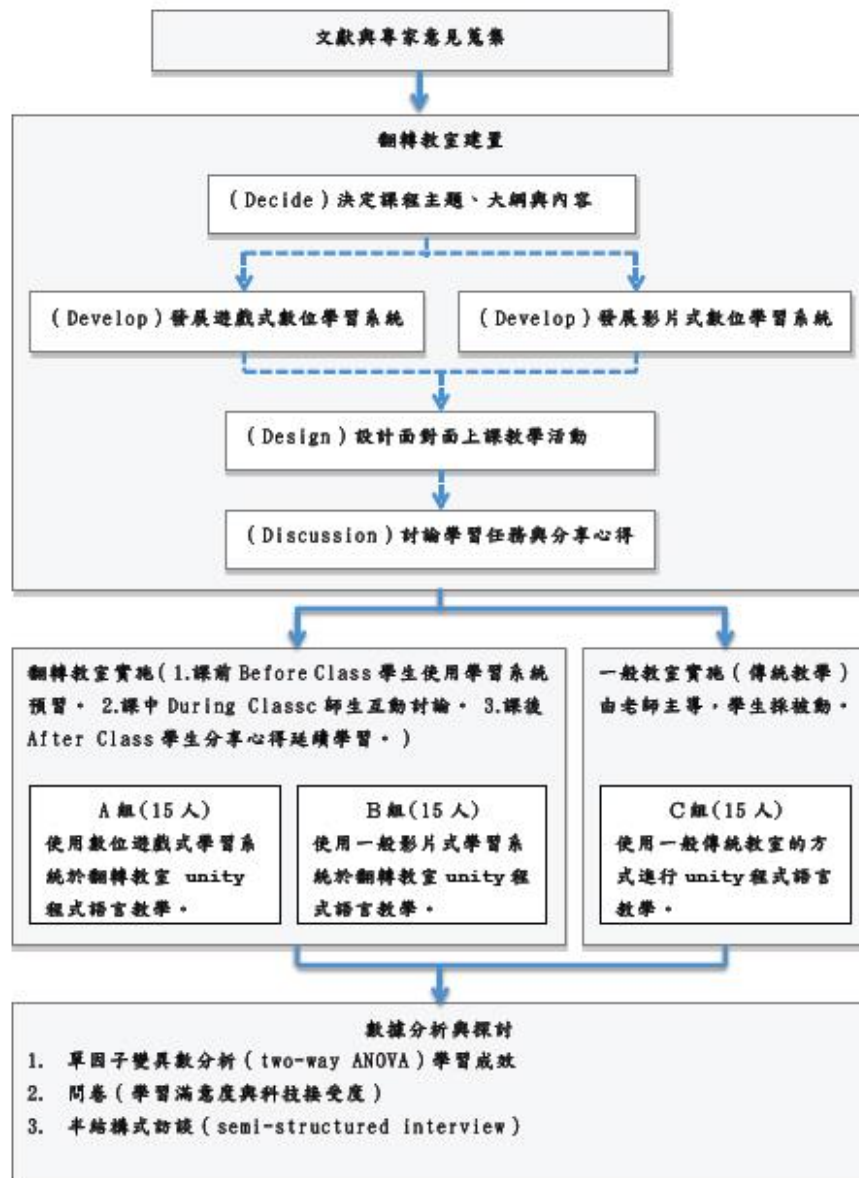 文獻與專家意見蒐集
翻轉教室建置
(Decide)決定課程主題、大綱與內容
(Develop)發展遊戲式數位學習系統
(Develop)發展影片式數位學習系統
(Design)設計面對面上課教學活動
(Discussion)討論學習任務與分享心得
翻轉教室實施(1.課前 Before Class 學生使用學習系統
預習。 2.課中 During Classc 師生互動討論。 3.課後
After Class 學生分享心得延續學習。)
A 組(15 人)
使用數位遊戲式學習系
統於翻轉教室 unity
程式語言教學。
B 組(15 人)
使用一般影片式學習系
統於翻轉教室 unity 程
式語言教學。
一般教室實施(傳統教學)
由老師主導，學生採被動。
C 組(15 人)
使用一般傳統教室的方
式進行 unity 程式語言
教學。
數據分析與探討
1. 單因子變異數分析(two-way ANOVA)學習成效
2. 問卷(學習滿意度與科技接受度)
3. 半結構式訪談(semi-structured interview)